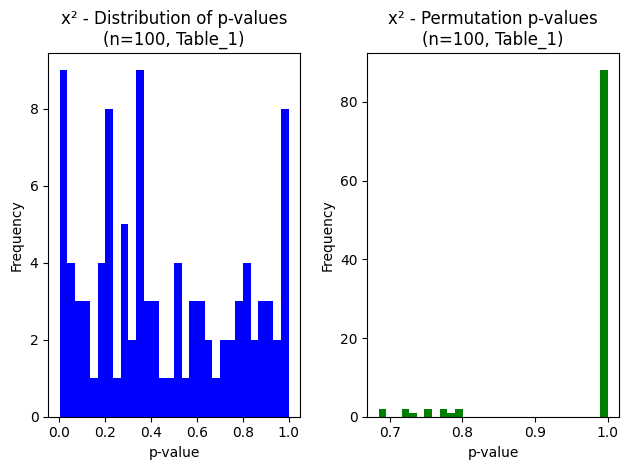 x² - Distribution of p-values
(n=100, Table_1)
Frequency
8
6
4
2
0
0.0 0.2 0.4 0.6 0.8 1.0
p-value
x² - Permutation p-values
(n=100, Table_1)
Frequency
80
60
40
20
0
0.7 0.8 0.9 1.0
p-value